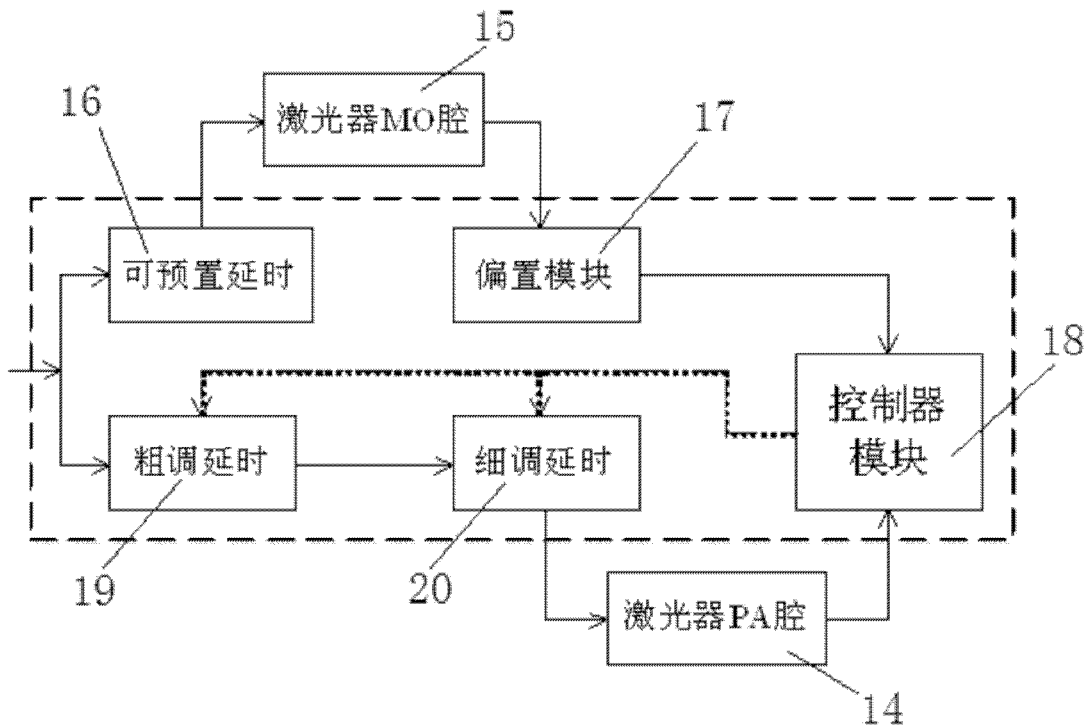 15
激光器MO腔
16
17
可预置延时
偏置模块
18
控制器
模块
粗调延时
细调延时
19
20
激光器PA腔
14